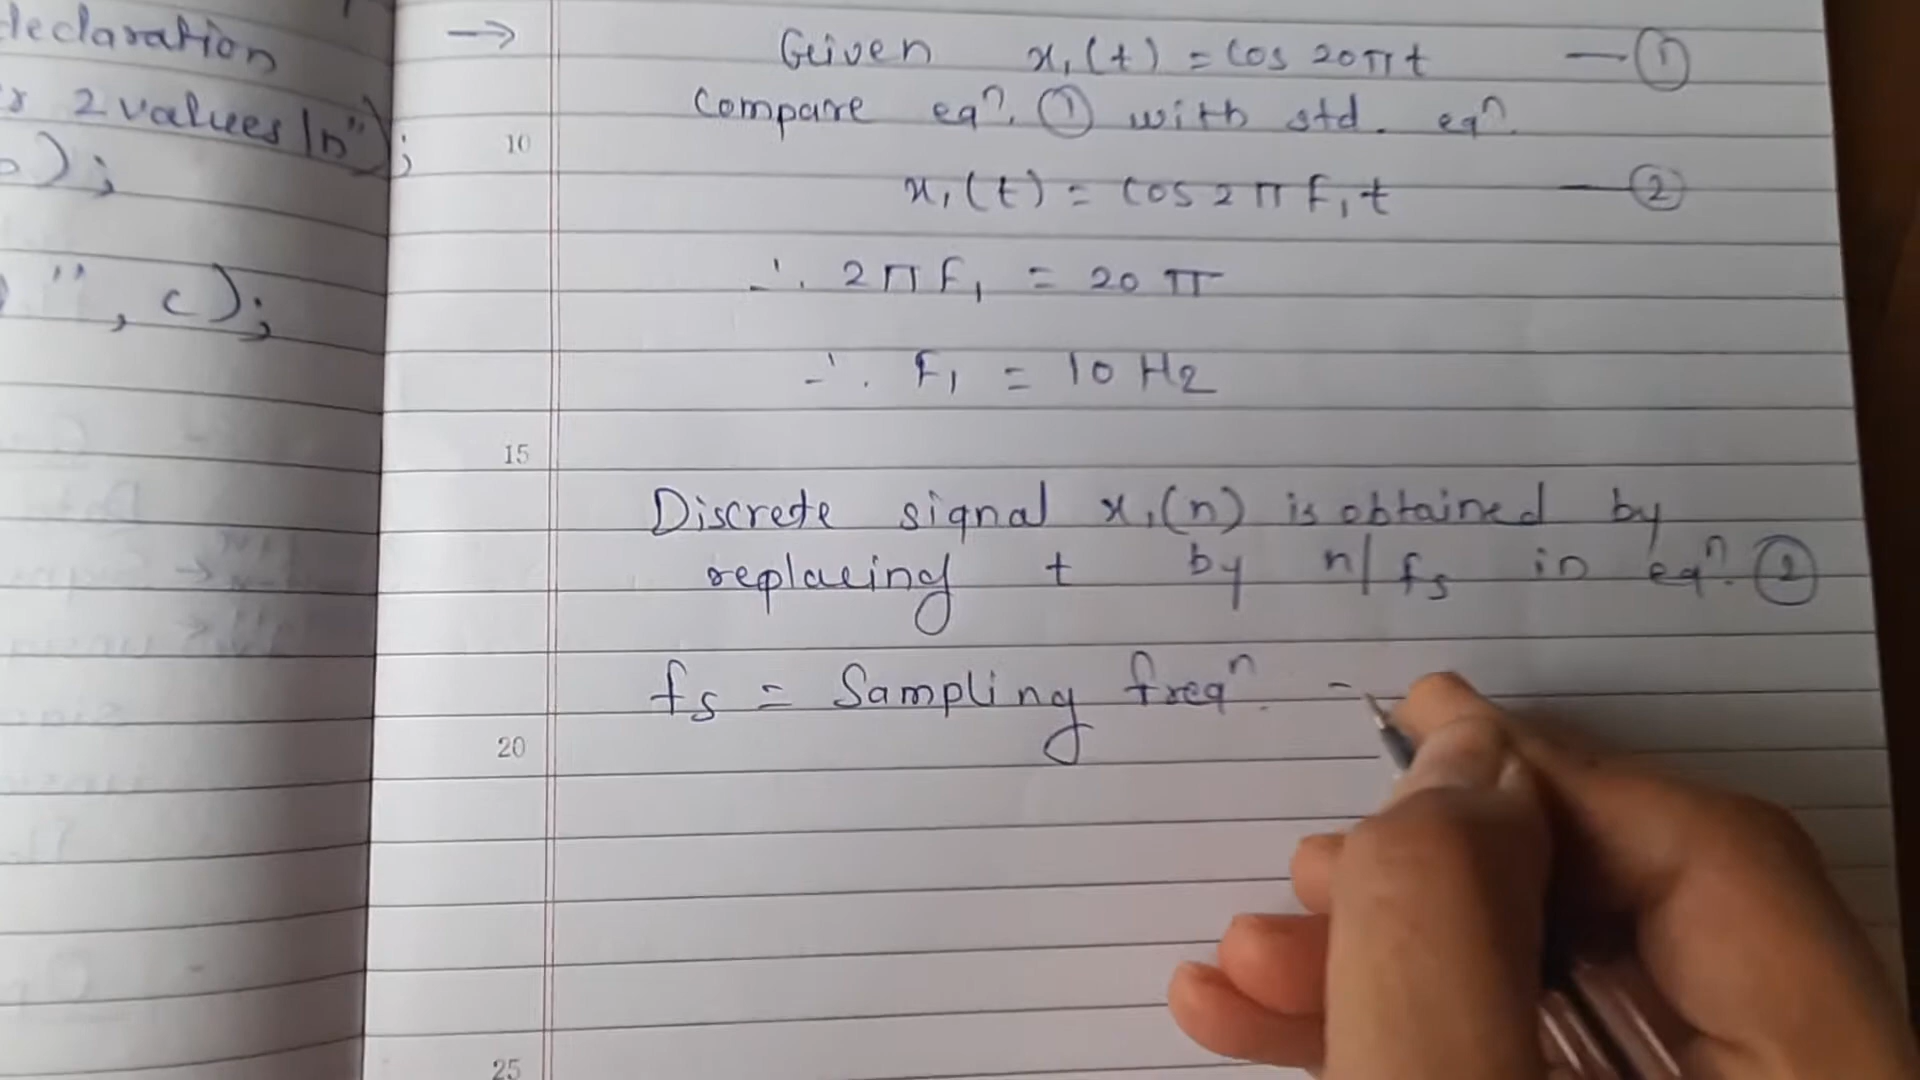 declaration
r 2 values \n");
);
", c);
→ Given x₁(t) = cos 20πt — ①
Compare eqⁿ. ① with std. eqⁿ.
10
x₁(t) = cos 2πF₁t — ②
∴ 2πF₁ = 20π
∴ F₁ = 10 Hz
15
Discrete signal x₁(n) is obtained by
replacing t by n/fs in eqⁿ. ②
fs = Sampling freqⁿ. -
20
25